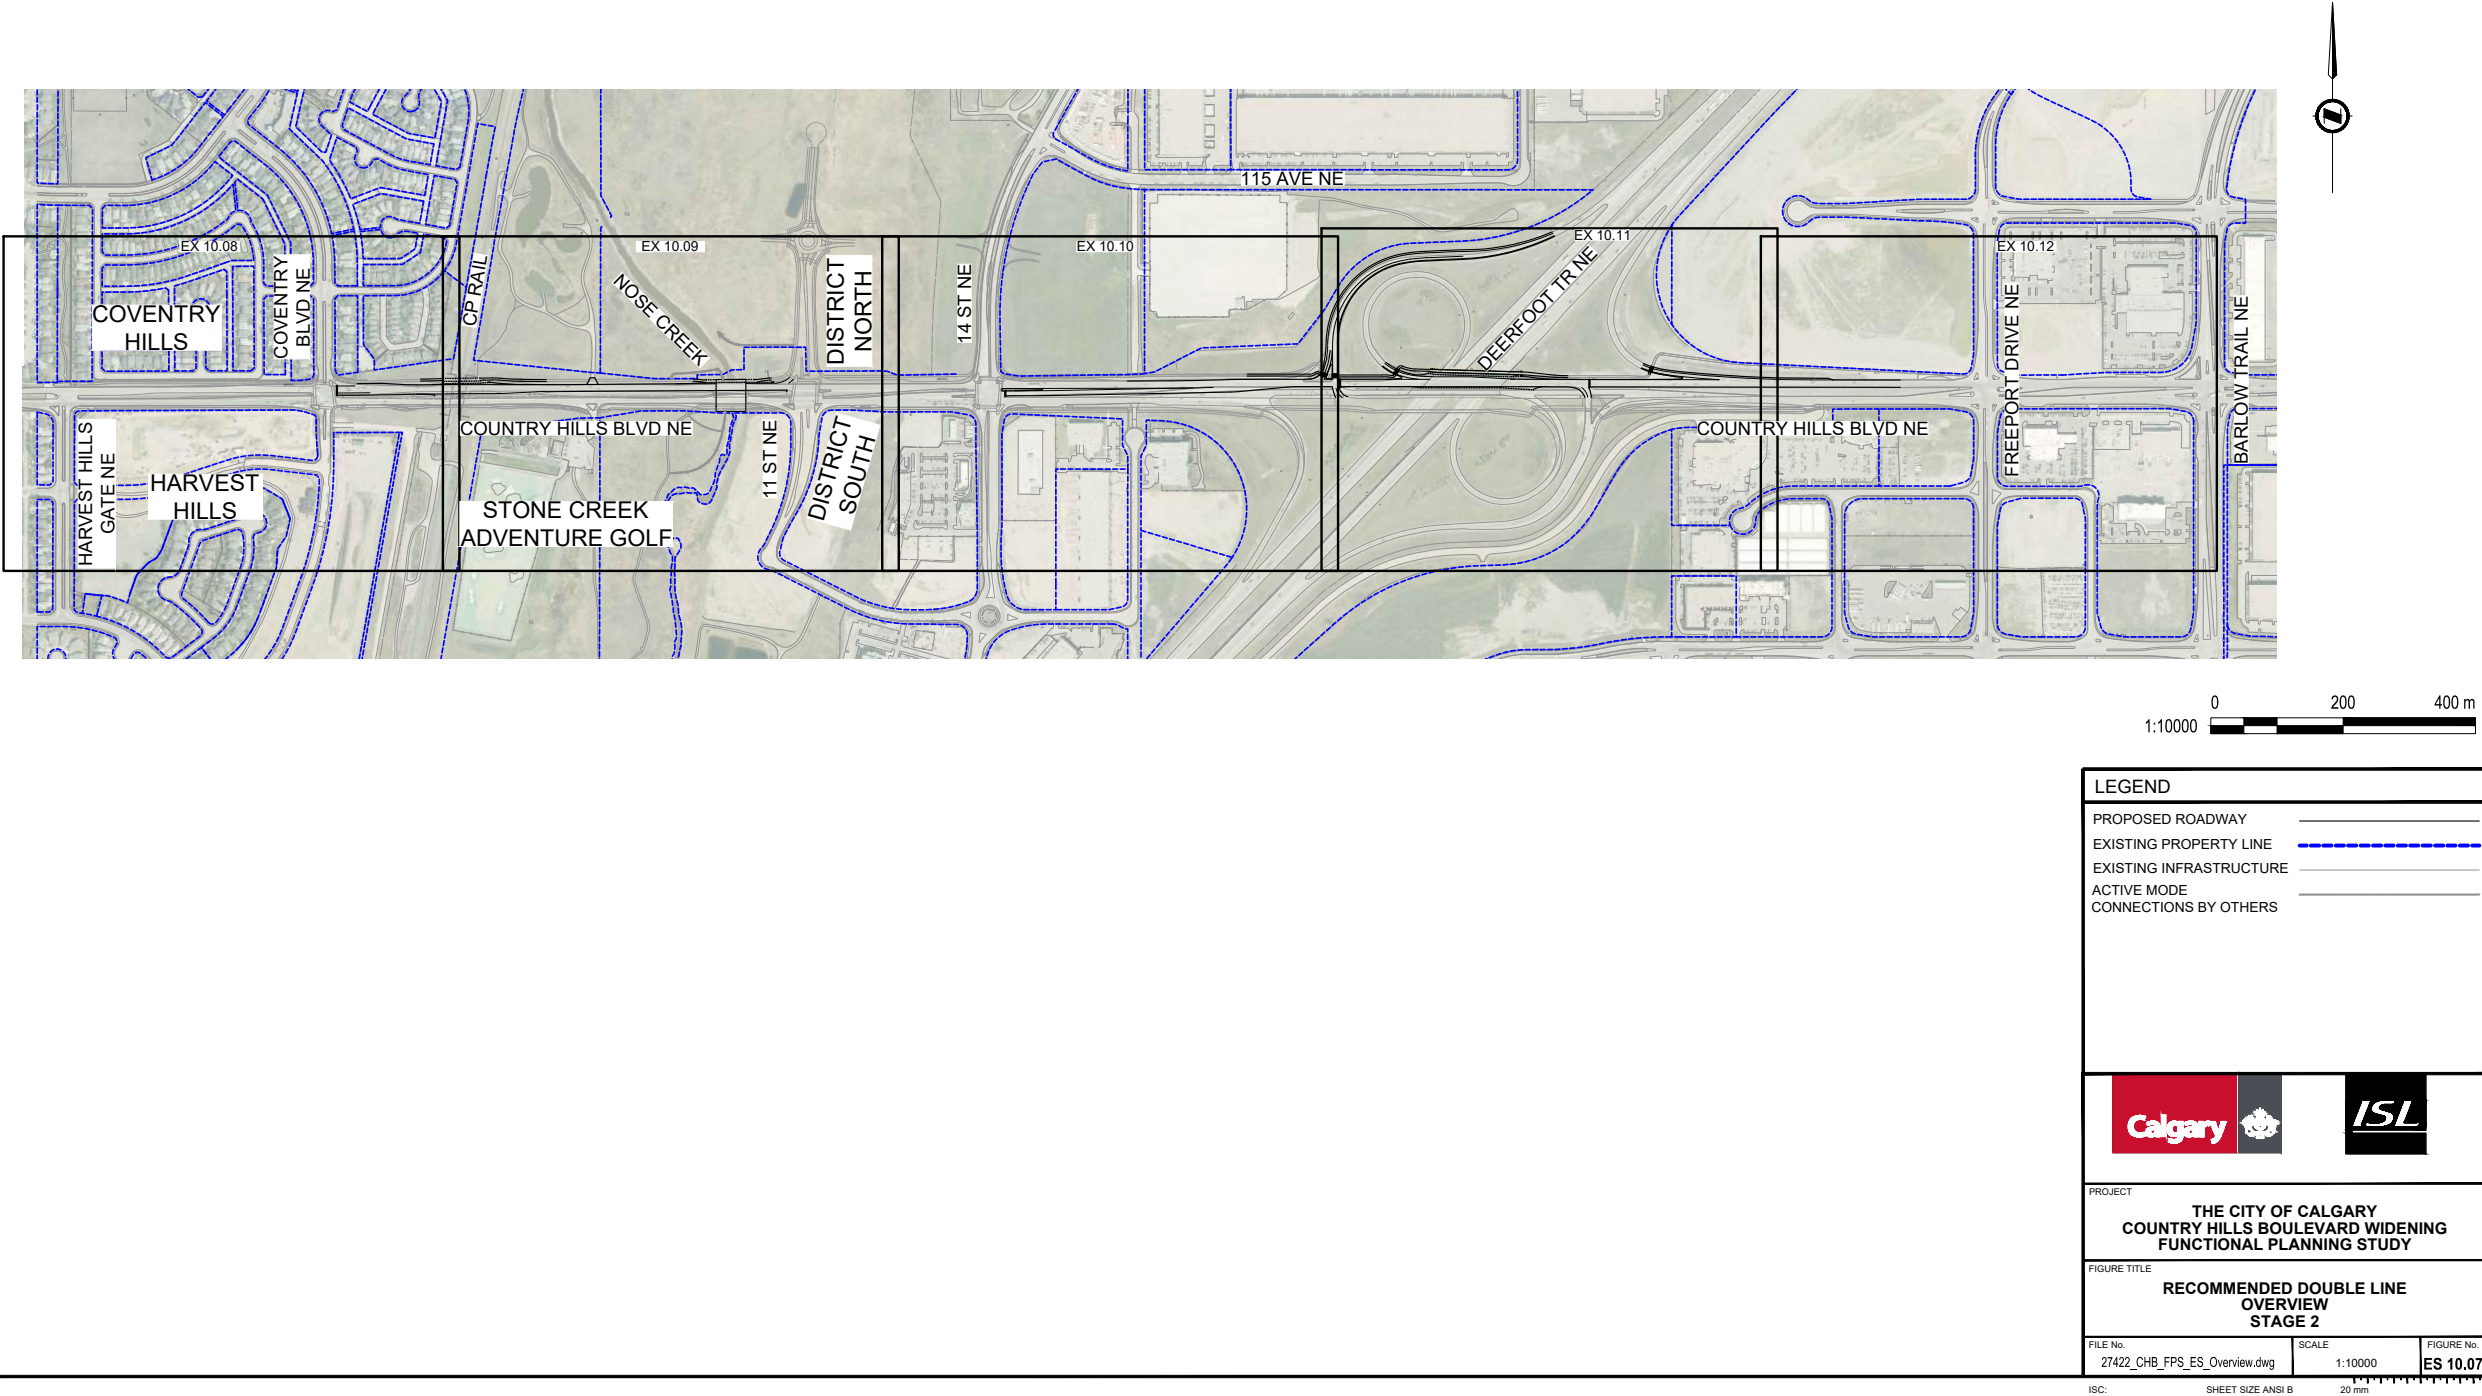 115 AVE NE
EX 10.08
EX 10.09
EX 10.10
EX 10.11
EX 10.12
COVENTRY
HILLS
COVENTRY
BLVD NE
CP RAIL
NOSE CREEK
DISTRICT
NORTH
14 ST NE
DEERFOOT TR NE
FREEPORT DRIVE NE
BARLOW TRAIL NE
HARVEST HILLS
GATE NE
HARVEST
HILLS
COUNTRY HILLS BLVD NE
STONE CREEK
ADVENTURE GOLF
11 ST NE
DISTRICT
SOUTH
COUNTRY HILLS BLVD NE
0 200 400 m
1:10000
LEGEND
PROPOSED ROADWAY
EXISTING PROPERTY LINE
EXISTING INFRASTRUCTURE
ACTIVE MODE
CONNECTIONS BY OTHERS
Calgary
ISL
PROJECT
THE CITY OF CALGARY
COUNTRY HILLS BOULEVARD WIDENING
FUNCTIONAL PLANNING STUDY
FIGURE TITLE
RECOMMENDED DOUBLE LINE
OVERVIEW
STAGE 2
FILE No. SCALE FIGURE No.
27422_CHB_FPS_ES_Overview.dwg 1:10000 ES 10.07
ISC: SHEET SIZE ANSI B 20 mm